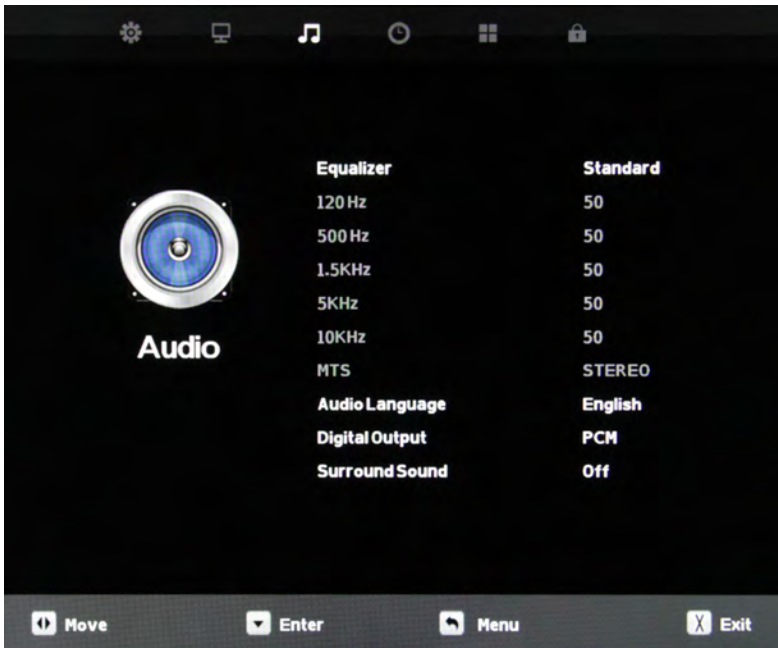 Equalizer Standard
120 Hz 50
500 Hz 50
1.5KHz 50
5KHz 50
10KHz 50
Audio
MTS STEREO
Audio Language English
Digital Output PCM
Surround Sound Off
Move Enter Menu X Exit